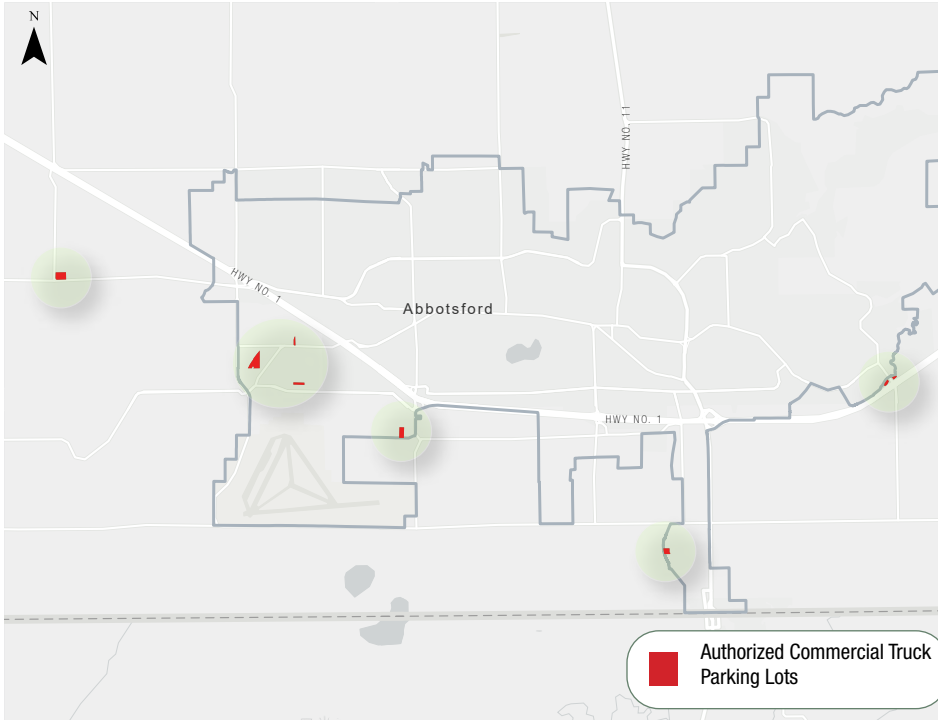 N
HWY NO. 11
HWY NO. 1
Abbotsford
HWY NO. 1
Authorized Commercial Truck
Parking Lots